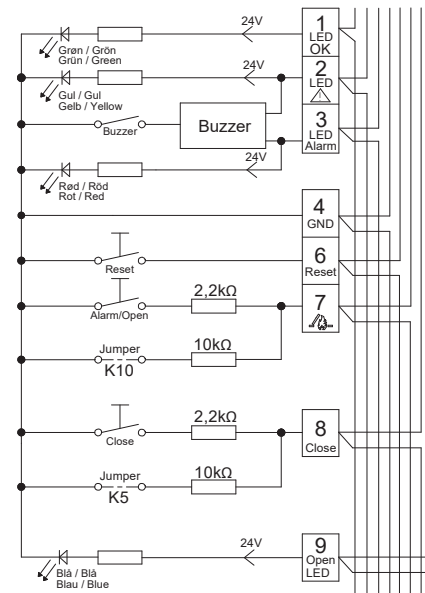 24V
1
LED
OK
Grøn / Grön
Grün / Green
24V
2
LED
Gul / Gul
Gelb / Yellow
Buzzer
Buzzer
3
LED
Alarm
24V
Rød / Röd
Rot / Red
4
GND
6
Reset
Reset
2,2kΩ
7
Alarm/Open
Jumper
10kΩ
K10
2,2kΩ
8
Close
Close
Jumper
10kΩ
K5
24V
9
Open
LED
Blå / Blå
Blau / Blue